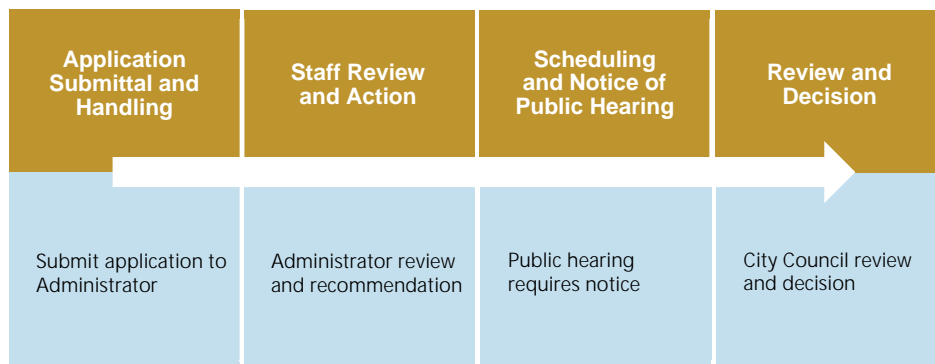 Application
Submittal and
Handling
Staff Review
and Action
Scheduling
and Notice of
Public Hearing
Review and
Decision
Submit application to
Administrator
Administrator review
and recommendation
Public hearing
requires notice
City Council review
and decision